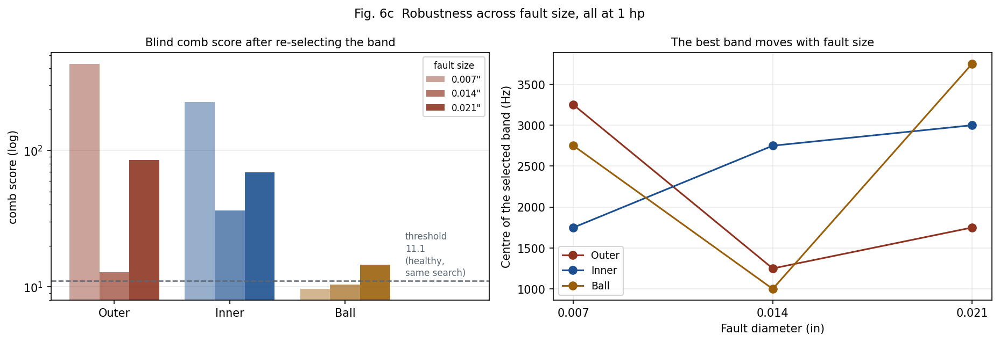 Fig. 6c  Robustness across fault size, all at 1 hp
Blind comb score after re-selecting the band
comb score (log)
10²
10¹
fault size
0.007"
0.014"
0.021"
threshold
11.1
(healthy,
same search)
Outer
Inner
Ball
The best band moves with fault size
Centre of the selected band (Hz)
3500
3000
2500
2000
1500
1000
Outer
Inner
Ball
0.007
0.014
0.021
Fault diameter (in)